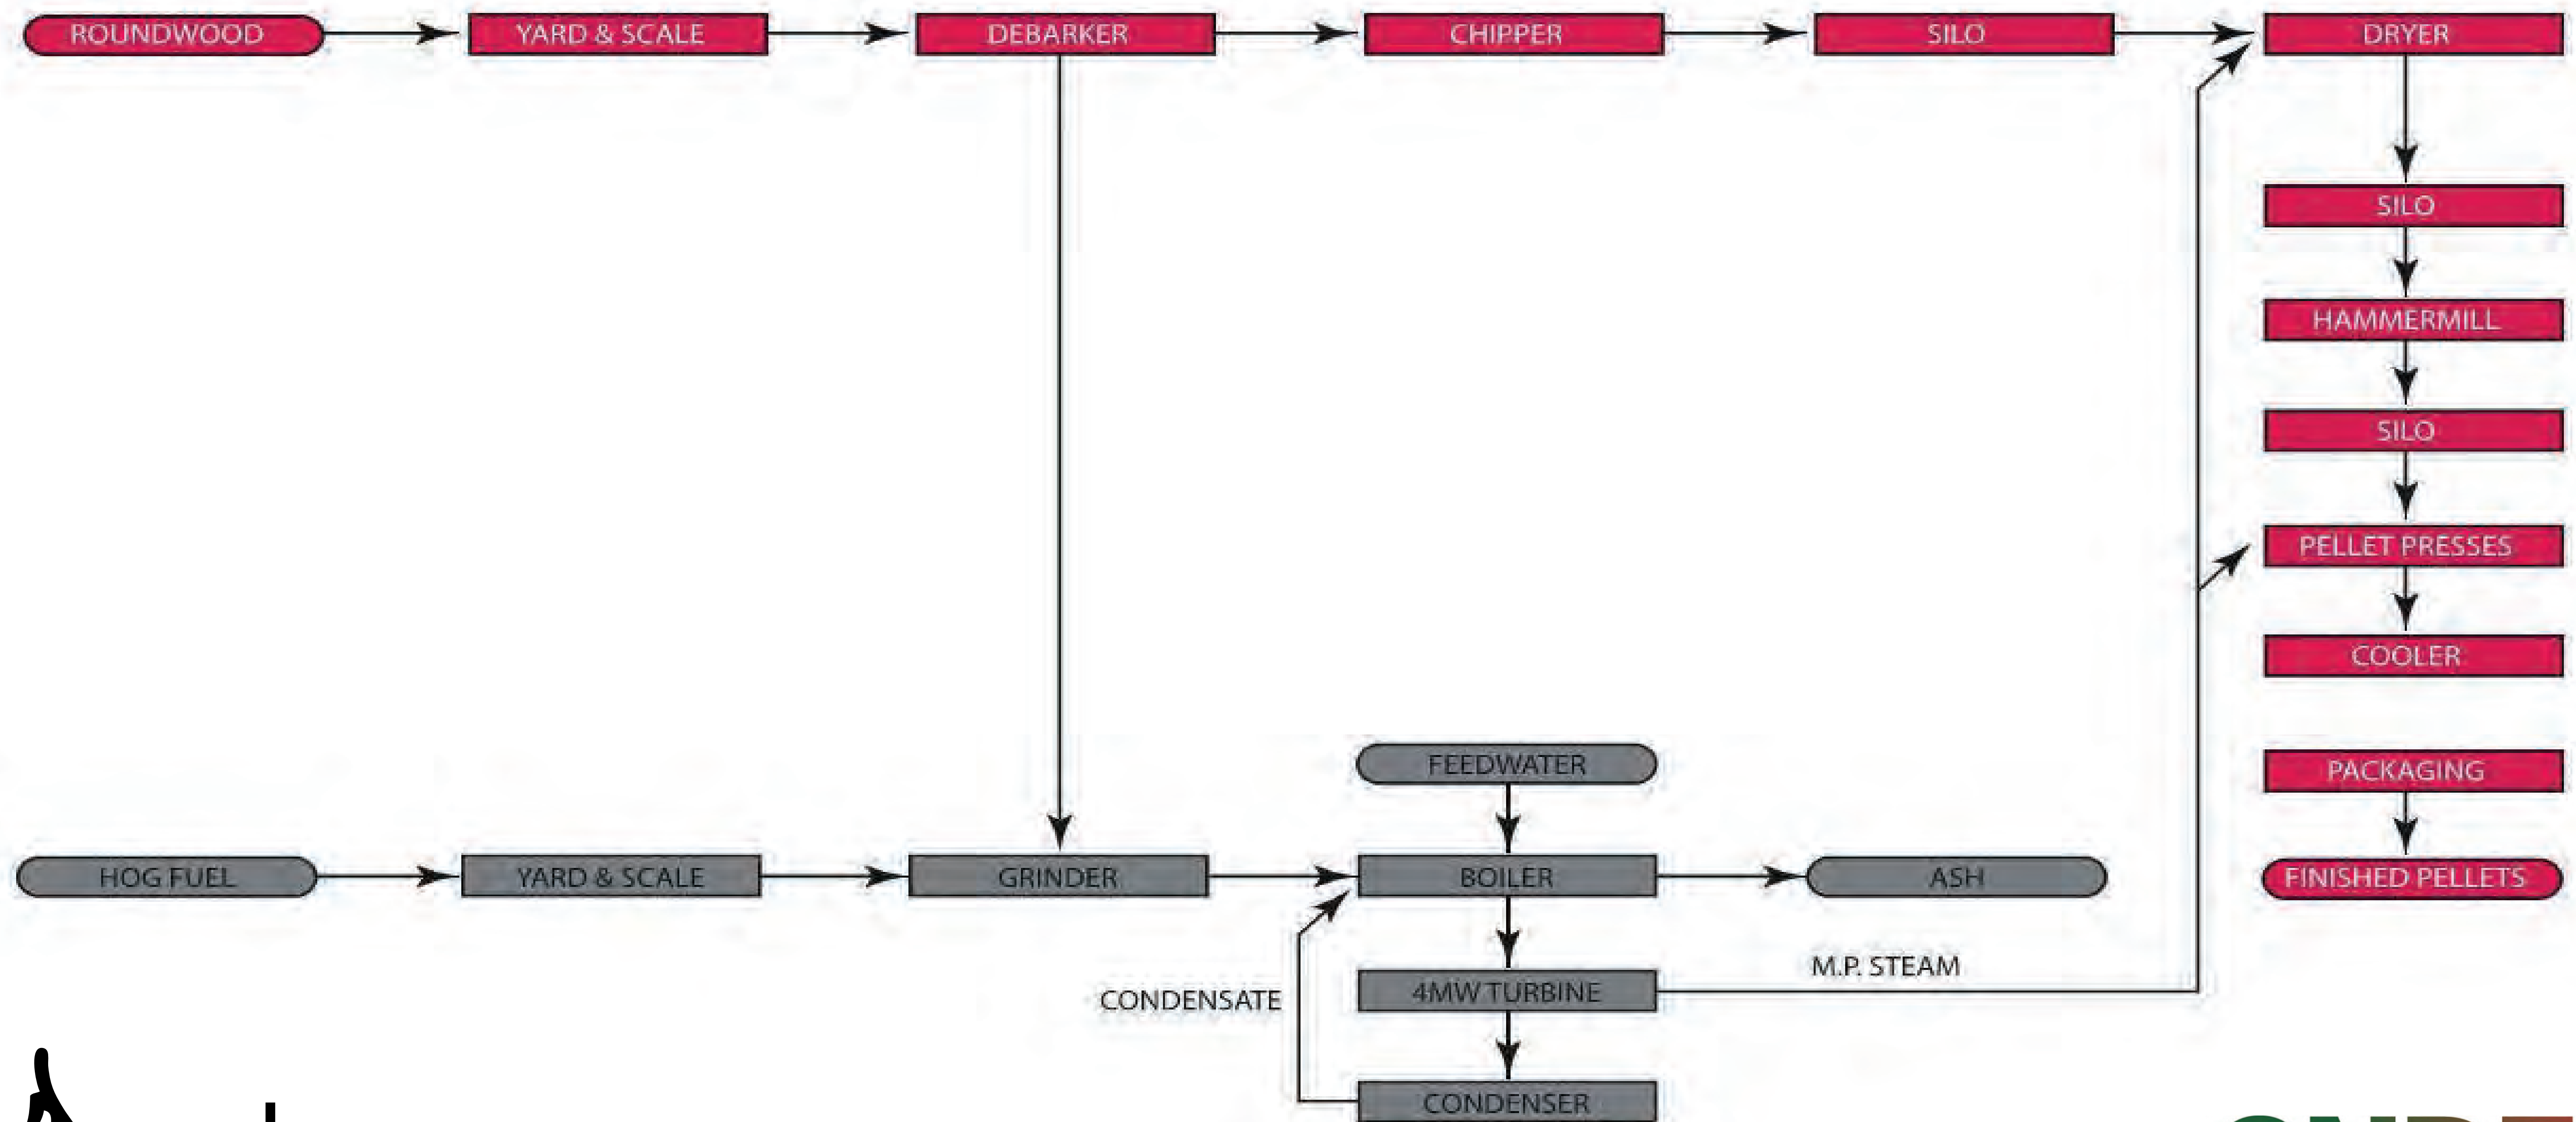 ROUNDWOOD
YARD & SCALE
DEBARKER
CHIPPER
SILO
DRYER
SILO
HAMMERMILL
SILO
PELLET PRESSES
COOLER
FEEDWATER
PACKAGING
HOG FUEL
YARD & SCALE
GRINDER
BOILER
ASH
FINISHED PELLETS
M.P. STEAM
4MW TURBINE
CONDENSATE
CONDENSER